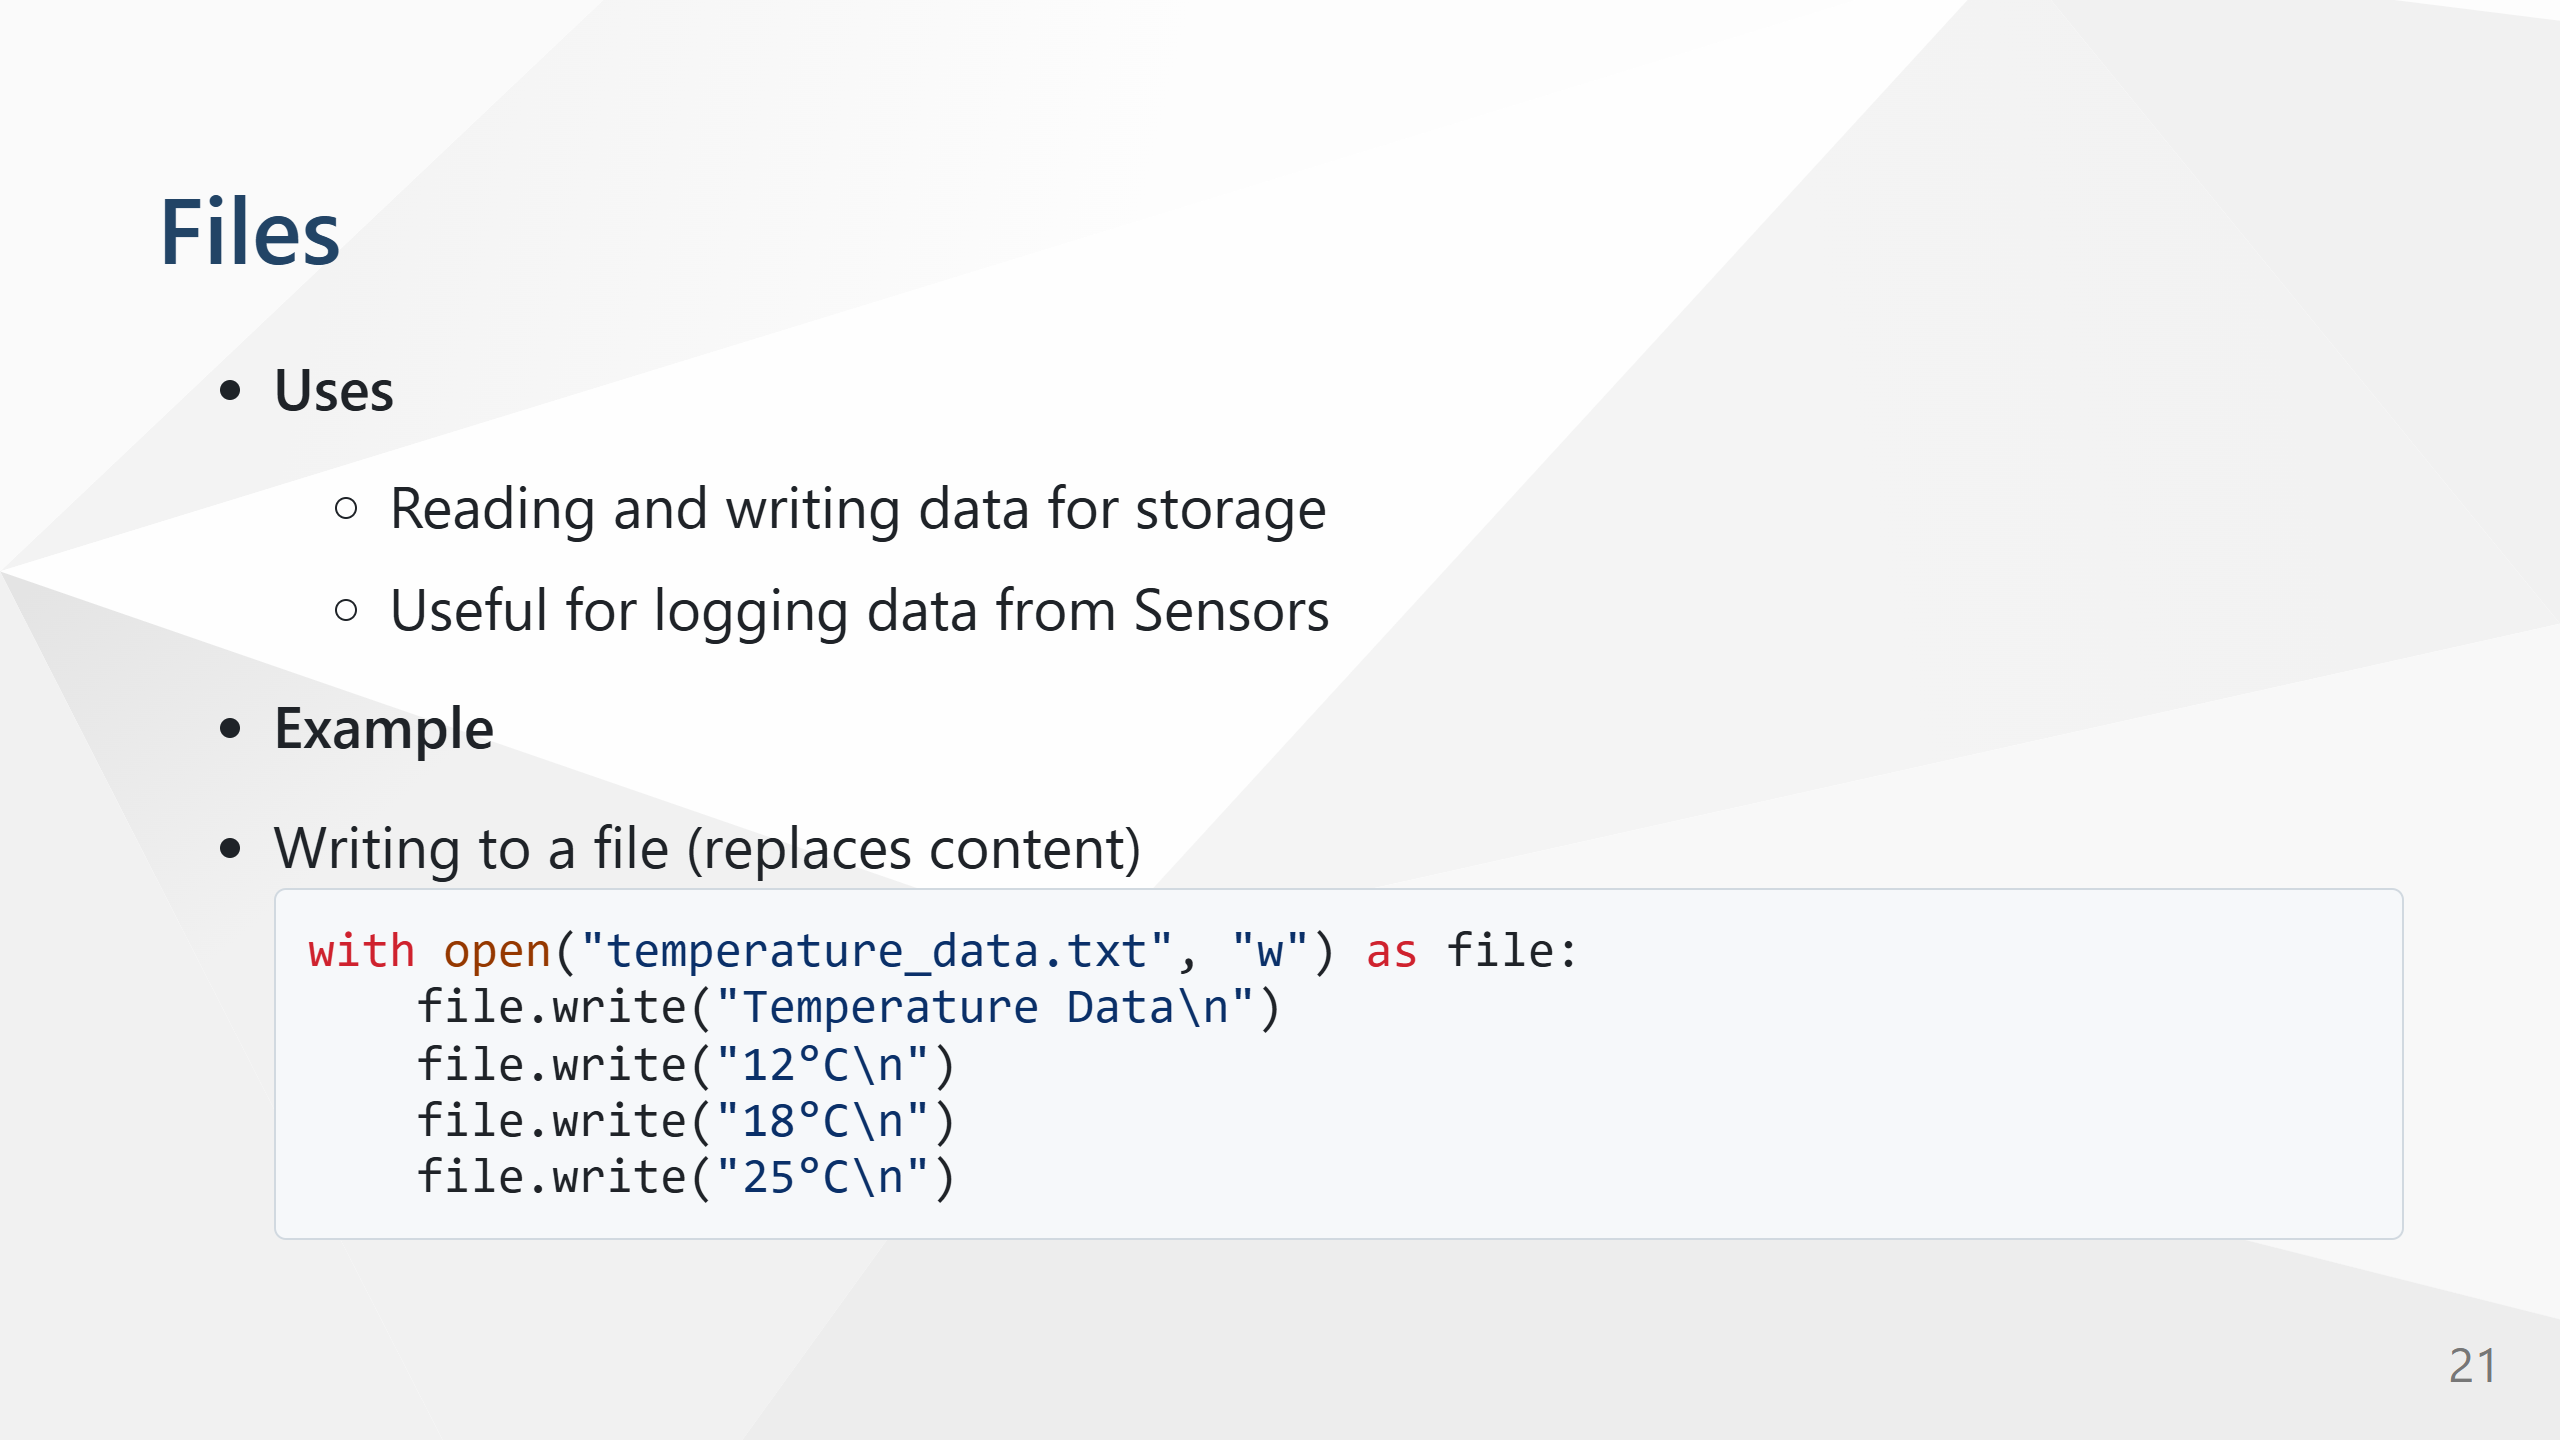 Files
• Uses
○ Reading and writing data for storage
○ Useful for logging data from Sensors
• Example
• Writing to a file (replaces content)
with open("temperature_data.txt", "w") as file:
    file.write("Temperature Data\n")
    file.write("12°C\n")
    file.write("18°C\n")
    file.write("25°C\n")
21